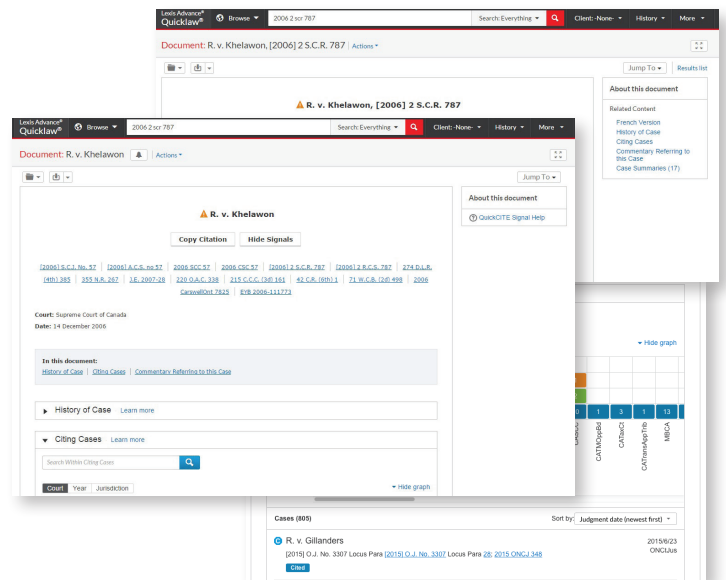 Lexis Advance®
Quicklaw® Browse 2006 2 scr 787 Search: Everything Client: -None- History More
Document: R. v. Khelawon, [2006] 2 S.C.R. 787 Actions
Jump To Results list
About this document
Related Content
French Version
History of Case
Citing Cases
Commentary Referring to
this Case
Case Summaries (17)
R. v. Khelawon, [2006] 2 S.C.R. 787
Lexis Advance®
Quicklaw® Browse 2006 2 scr 787 Search: Everything Client: -None- History More
Document: R. v. Khelawon Actions
Jump To
About this document
QuickCITE Signal Help
R. v. Khelawon
Copy Citation Hide Signals
[2006] S.C.J. No. 57 [2006] A.C.S. no 57 2006 SCC 57 2006 CSC 57 [2006] 2 S.C.R. 787 [2006] 2 R.C.S. 787 274 D.L.R.
(4th) 385 355 N.R. 267 J.E. 2007-28 220 O.A.C. 338 215 C.C.C. (3d) 161 42 C.R. (6th) 1 71 W.C.B. (2d) 498 2006
CarswellOnt 7825 EYB 2006-111773
Court: Supreme Court of Canada
Date: 14 December 2006
In this document:
History of Case Citing Cases Commentary Referring to this Case
History of Case Learn more
Citing Cases Learn more
Search Within Citing Cases
Court Year Jurisdiction Hide graph
Hide graph
1 3 1 13
CATMOppBd
CATaxCt
CATransAppTrib
MBCA
Cases (805) Sort by: Judgment date (newest first)
R. v. Gillanders 2015/6/23
[2015] O.J. No. 3307 Locus Para [2015] O.J. No. 3307 Locus Para 28; 2015 ONCJ 348 ONCtJus
Cited